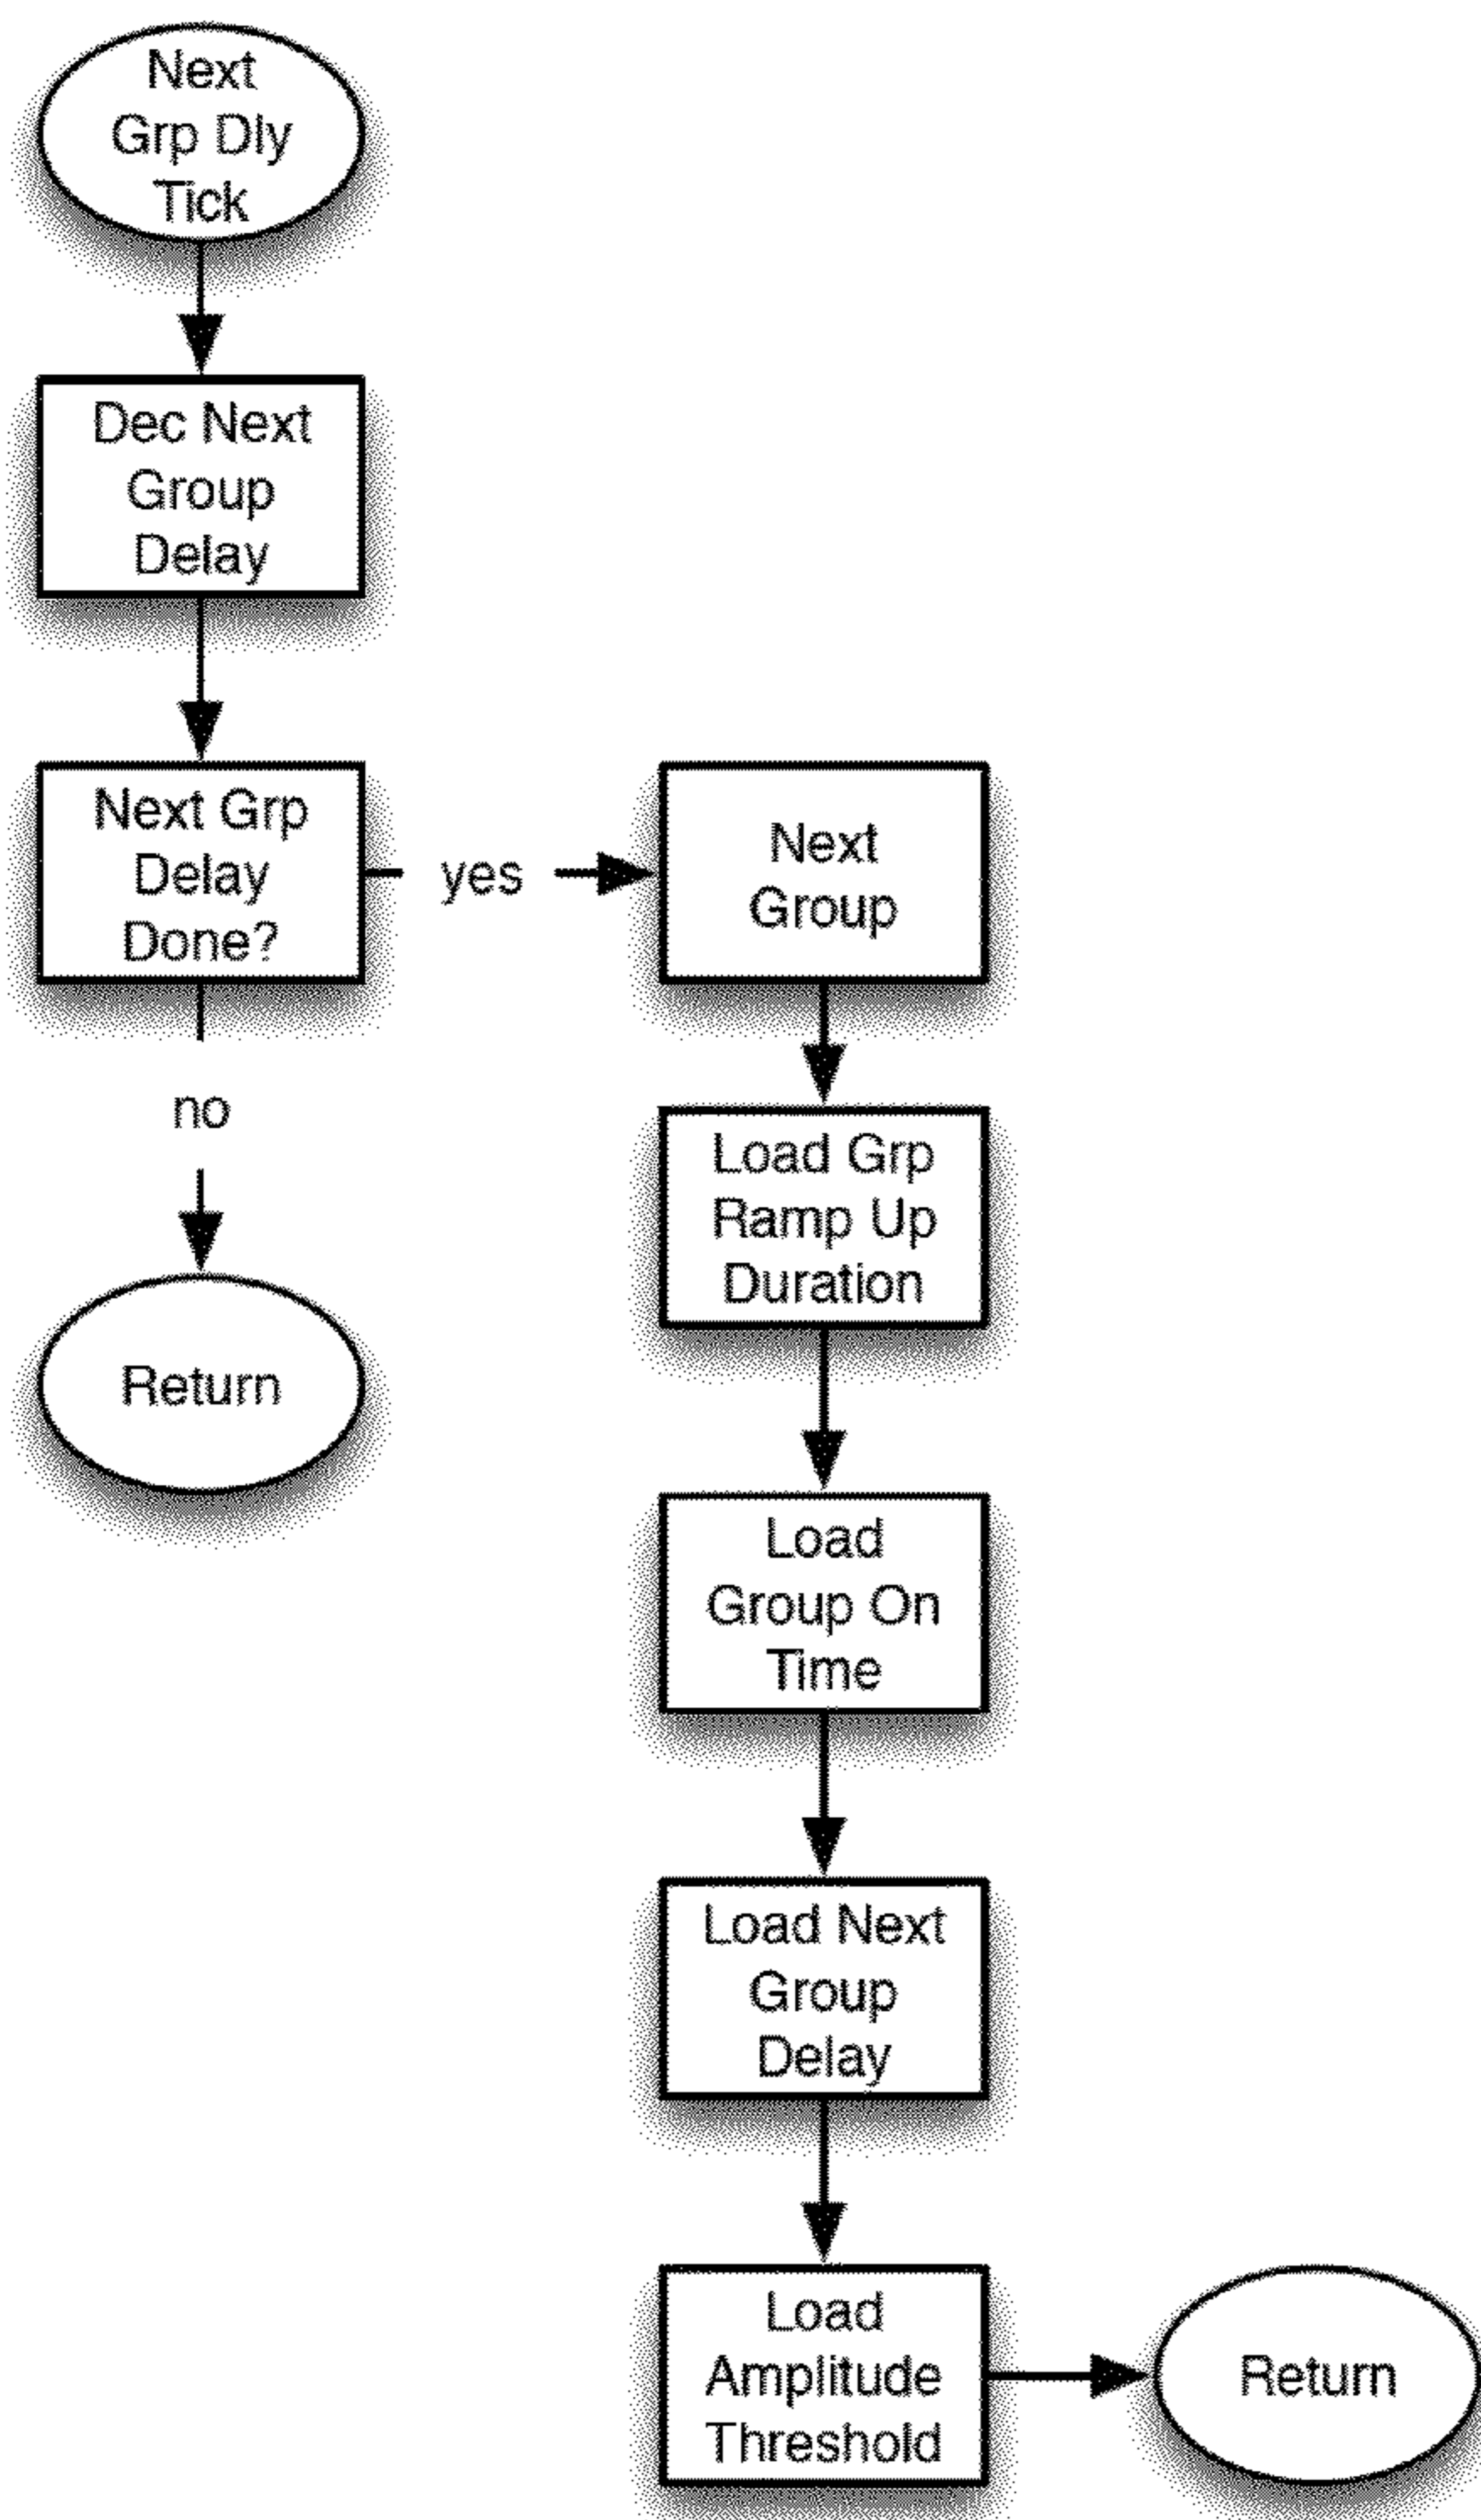 Next
Grp Dly
Tick
Dec Next
Group
Delay
Next Grp
Delay
Done?
yes
no
Return
Next
Group
Load Grp
Ramp Up
Duration
Load
Group On
Time
Load Next
Group
Delay
Load
Amplitude
Threshold
Return